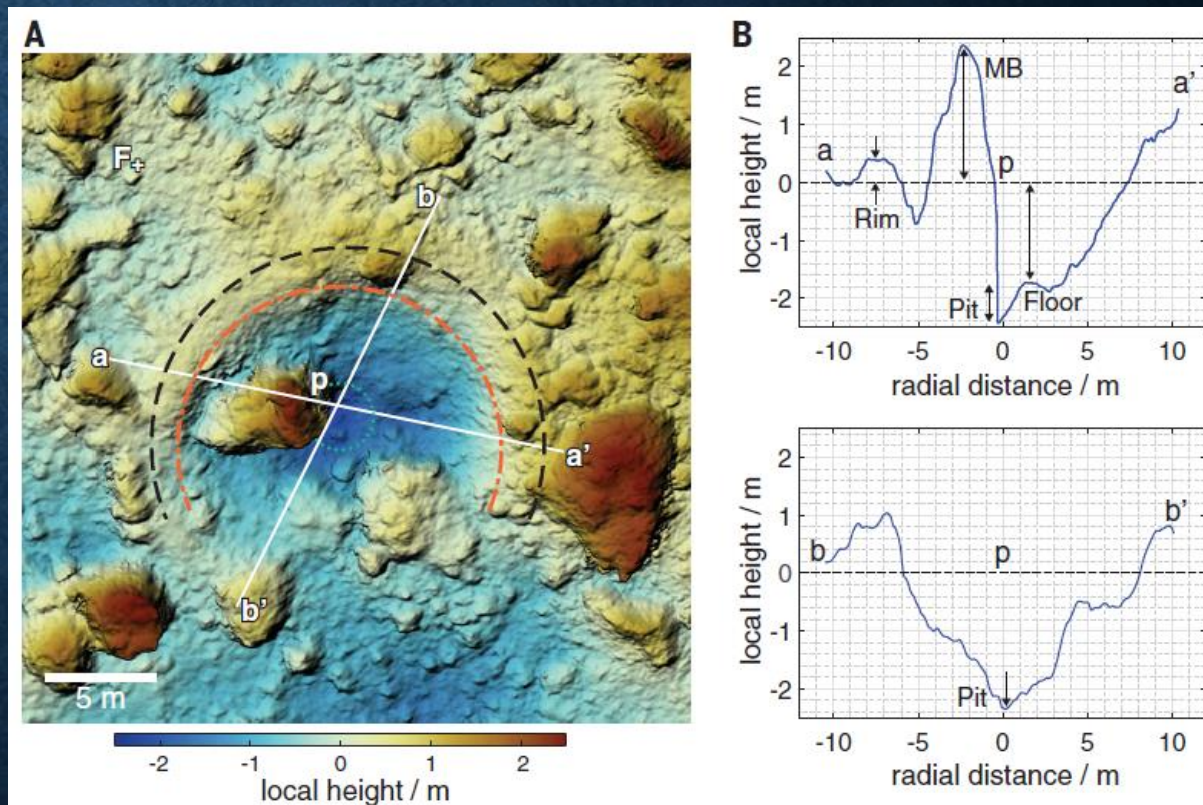 A
F+
b
a
p
a'
b'
5 m
-2 -1 0 1 2
local height / m
B
2
1
0
-1
-2
local height / m
a
MB
a'
p
Rim
Pit
Floor
-10 -5 0 5 10
radial distance / m
2
1
0
-1
-2
local height / m
b
p
b'
Pit
-10 -5 0 5 10
radial distance / m